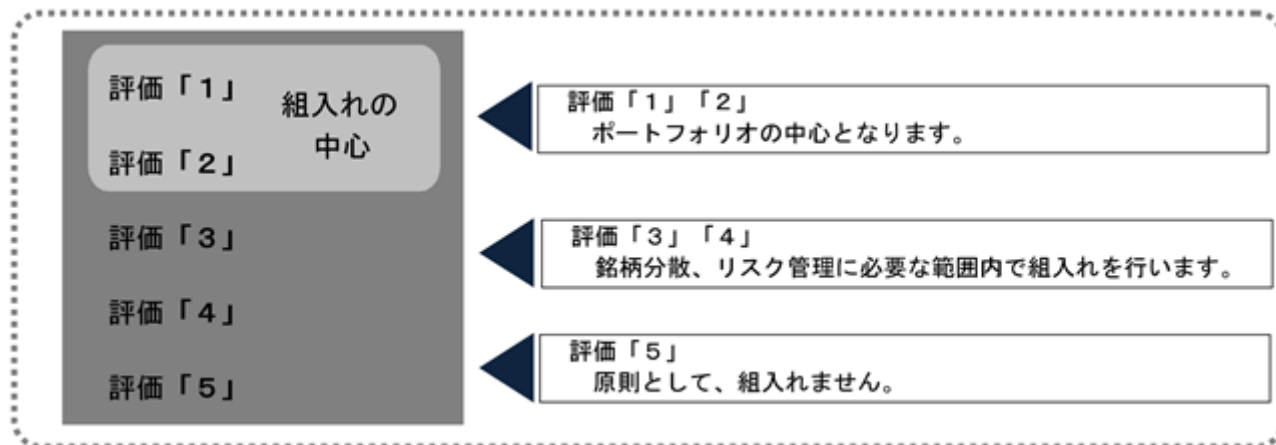 評価「１」
評価「２」
組入れの
中心
評価「３」
評価「４」
評価「５」
評価「１」「２」
ポートフォリオの中心となります。
評価「３」「４」
銘柄分散、リスク管理に必要な範囲内で組入れを行います。
評価「５」
原則として、組入れません。